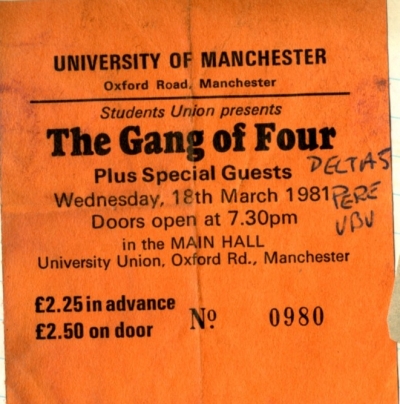 UNIVERSITY OF MANCHESTER
Oxford Road, Manchester
Students Union presents
The Gang of Four
Plus Special Guests
DELTA 5
PERE
UBU
Wednesday, 18th March 1981
Doors open at 7.30pm
in the MAIN HALL
University Union, Oxford Rd., Manchester
£2.25 in advance
£2.50 on door
Nº 0980